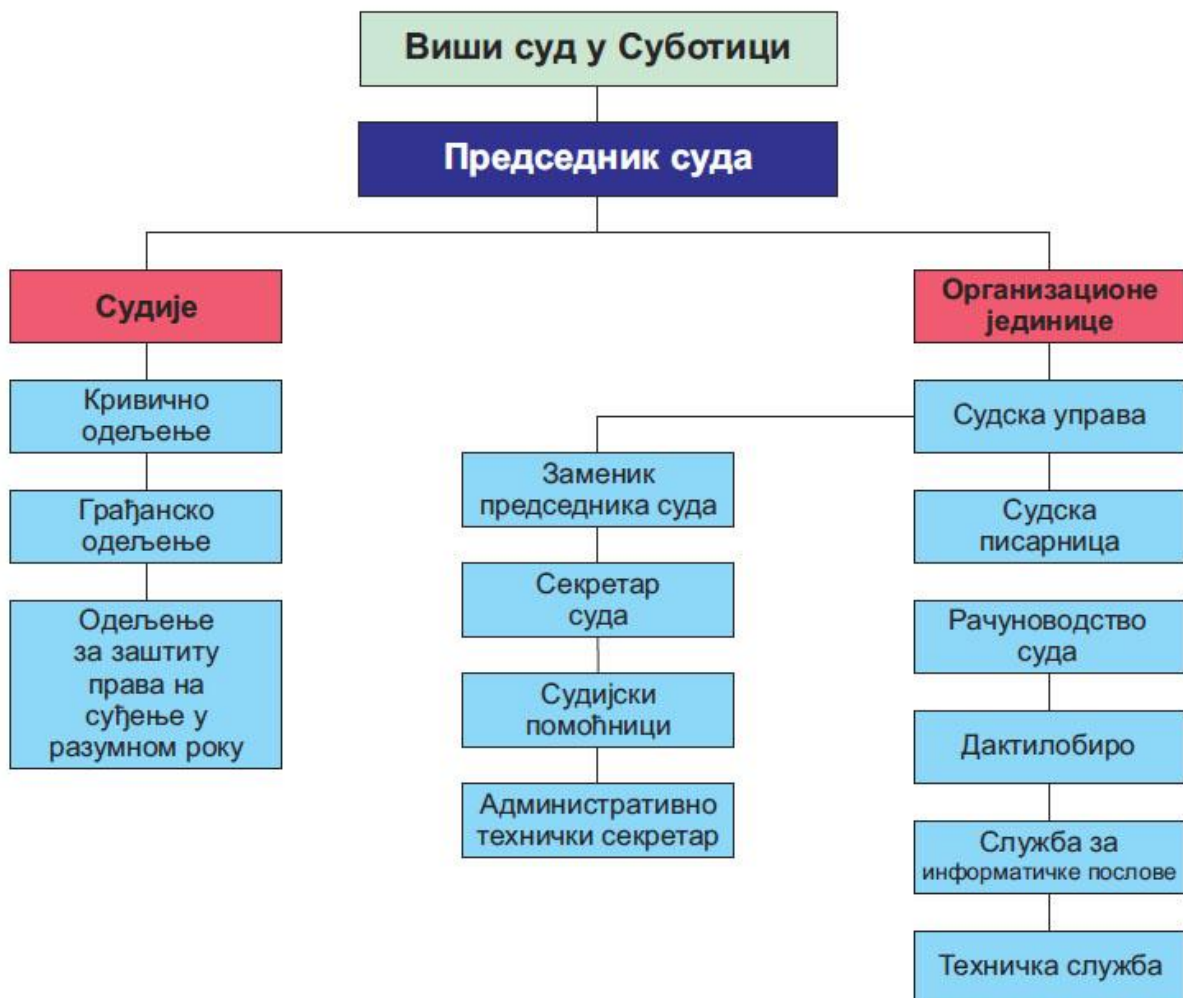 Виши суд у Суботици
Председник суда
Судије
Кривично
одељење
Грађанско
одељење
Одељење
за заштиту
права на
суђење у
разумном року
Заменик
председника суда
Секретар
суда
Судијски
помоћници
Административно
технички секретар
Организационе
јединице
Судска управа
Судска
писарница
Рачуноводство
суда
Дактилобиро
Служба за
информатичке послове
Техничка служба